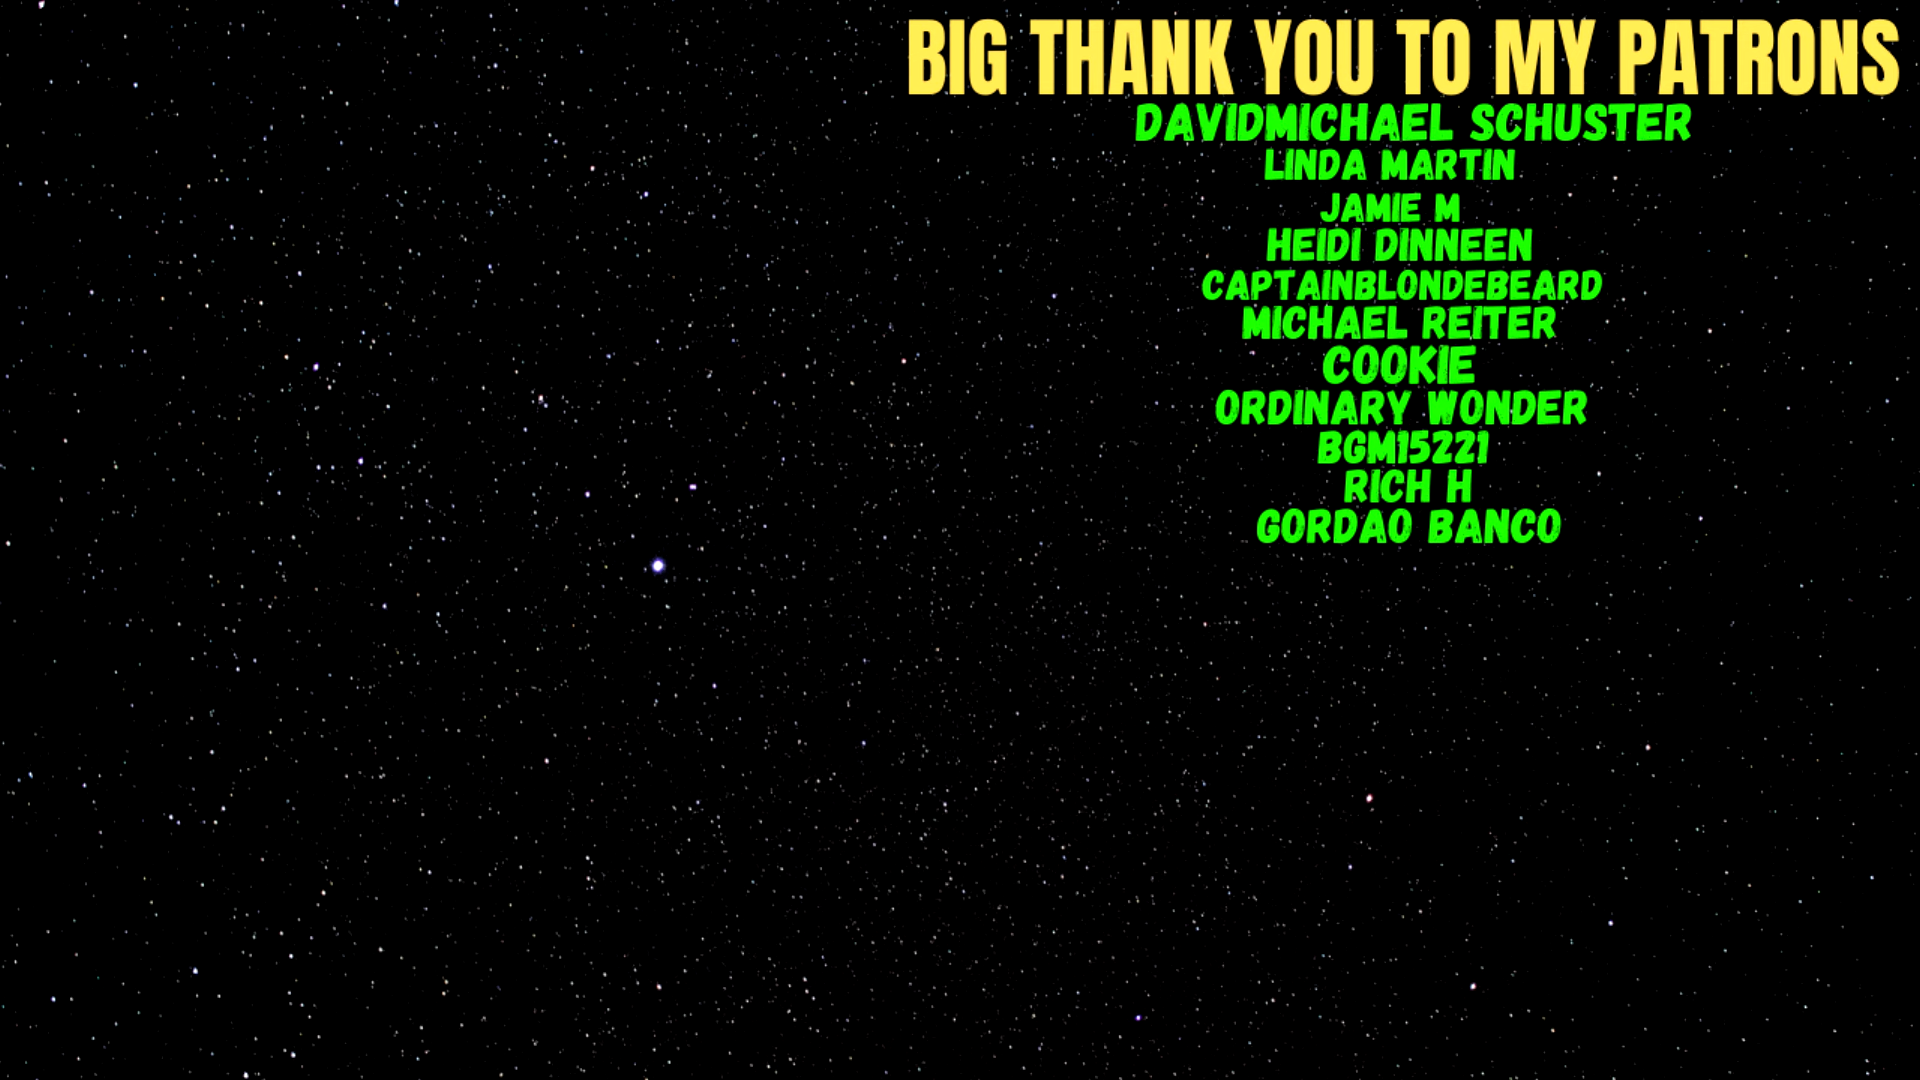 BIG THANK YOU TO MY PATRONS
DAVIDMICHAEL SCHUSTER
LINDA MARTIN
JAMIE M
HEIDI DINNEEN
CAPTAINBLONDEBEARD
MICHAEL REITER
COOKIE
ORDINARY WONDER
BGM15221
RICH H
GORDAO BANCO